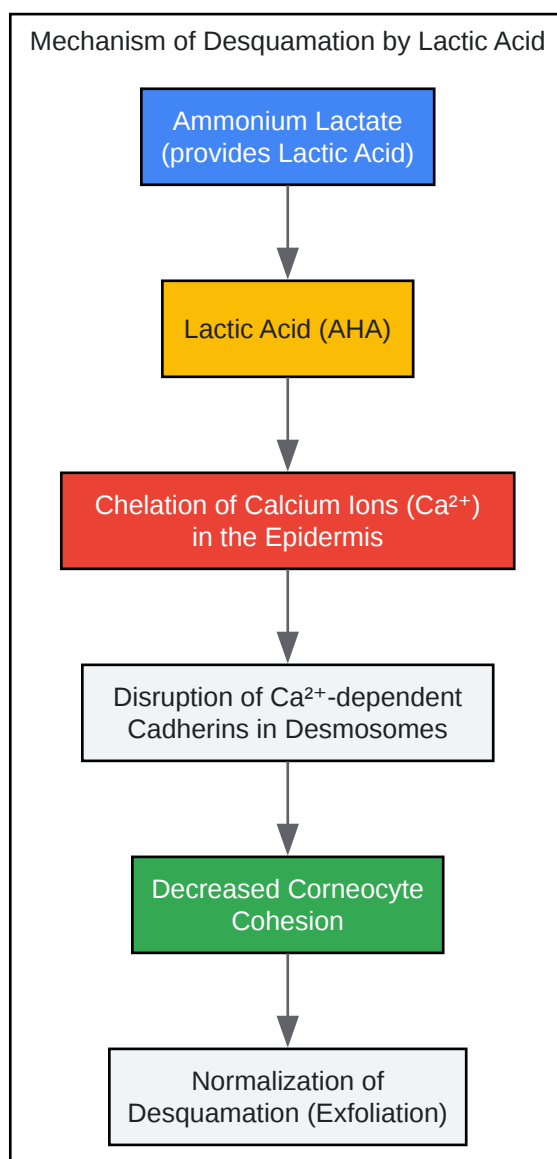 Mechanism of Desquamation by Lactic Acid
Ammonium Lactate
(provides Lactic Acid)
Lactic Acid (AHA)
Chelation of Calcium Ions (Ca²⁺)
in the Epidermis
Disruption of Ca²⁺-dependent
Cadherins in Desmosomes
Decreased Corneocyte
Cohesion
Normalization of
Desquamation (Exfoliation)